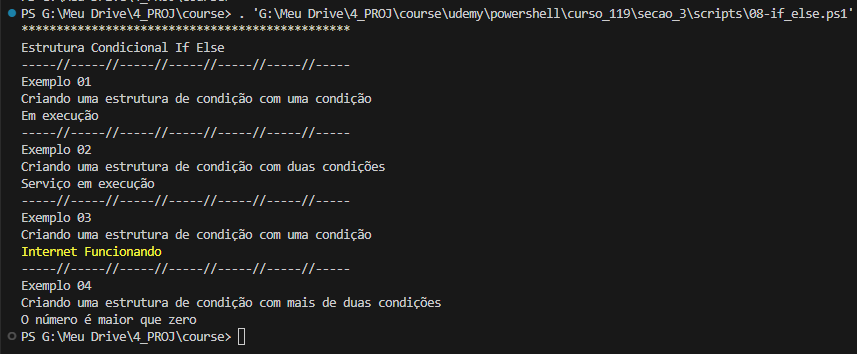 PS G:\Meu Drive\4_PROJ\course> . 'G:\Meu Drive\4_PROJ\course\udemy\powershell\curso_119\secao_3\scripts\08-if_else.ps1'
***********************************************
Estrutura Condicional If Else
-----//-----//-----//-----//-----//-----//-----
Exemplo 01
Criando uma estrutura de condição com uma condição
Em execução
-----//-----//-----//-----//-----//-----//-----
Exemplo 02
Criando uma estrutura de condição com duas condições
Serviço em execução
-----//-----//-----//-----//-----//-----//-----
Exemplo 03
Criando uma estrutura de condição com uma condição
Internet Funcionando
-----//-----//-----//-----//-----//-----//-----
Exemplo 04
Criando uma estrutura de condição com mais de duas condições
O número é maior que zero
PS G:\Meu Drive\4_PROJ\course>